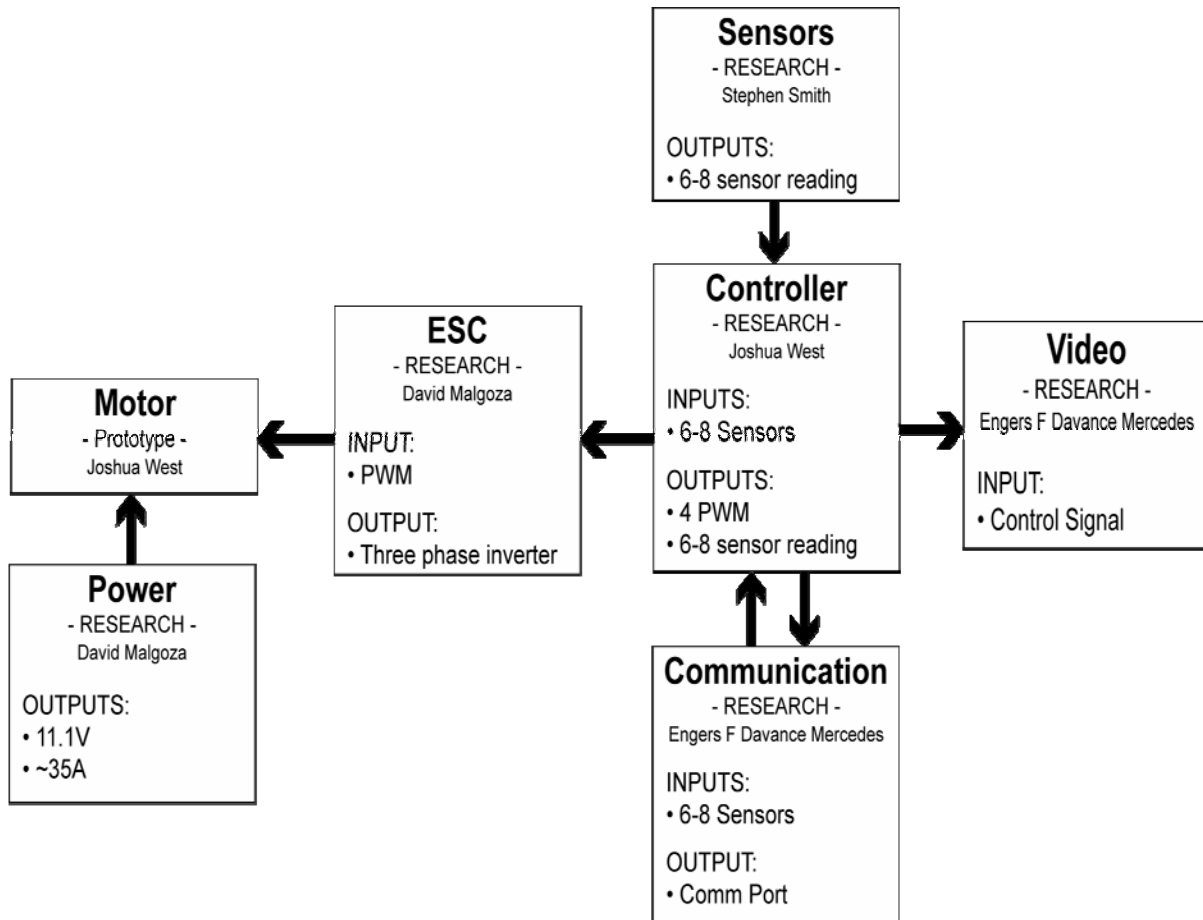 Sensors
- RESEARCH -
Stephen Smith
OUTPUTS:
• 6-8 sensor reading
Controller
- RESEARCH -
Joshua West
INPUTS:
• 6-8 Sensors
OUTPUTS:
• 4 PWM
• 6-8 sensor reading
ESC
- RESEARCH -
David Malgoza
INPUT:
• PWM
OUTPUT:
• Three phase inverter
Video
- RESEARCH -
Engers F Davance Mercedes
INPUT:
• Control Signal
Motor
- Prototype -
Joshua West
Power
- RESEARCH -
David Malgoza
OUTPUTS:
• 11.1V
• ~35A
Communication
- RESEARCH -
Engers F Davance Mercedes
INPUTS:
• 6-8 Sensors
OUTPUT:
• Comm Port